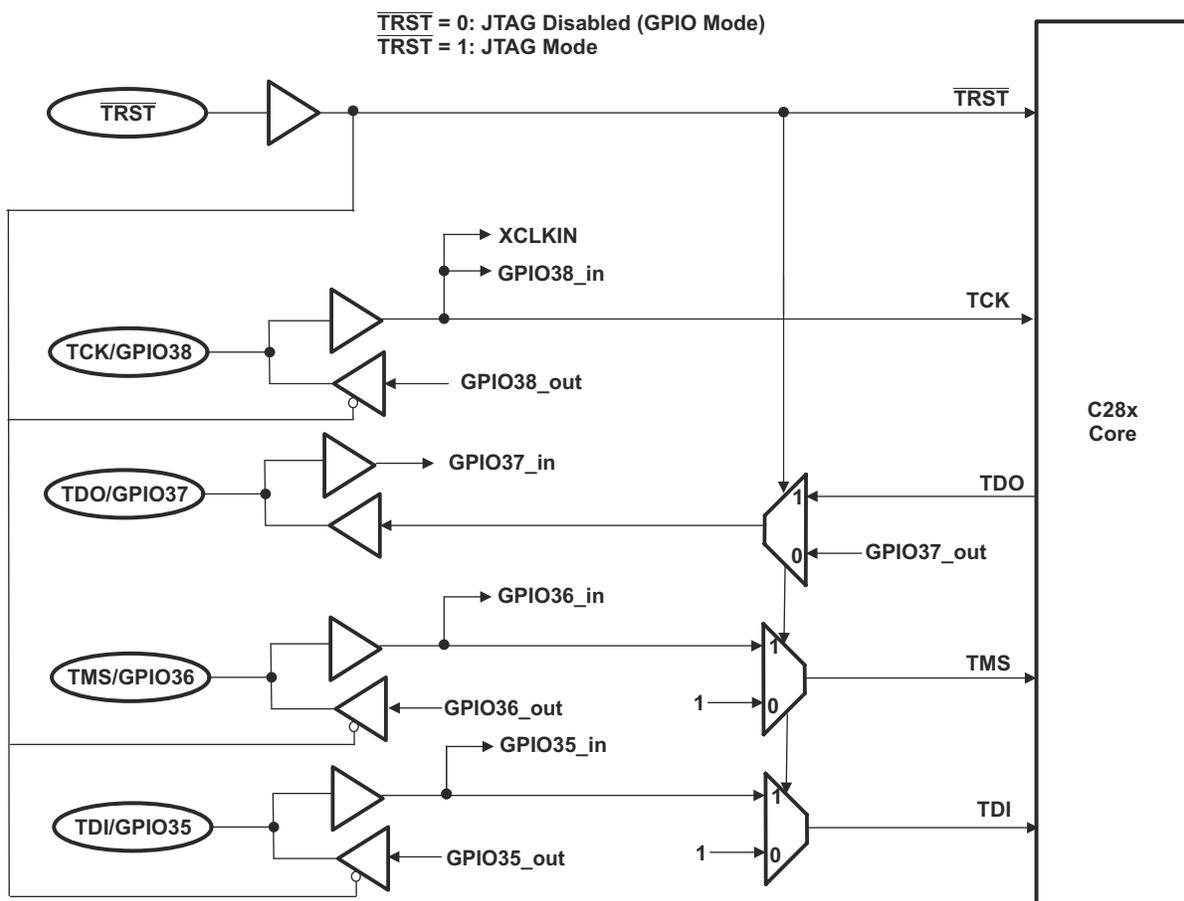 TRST = 0: JTAG Disabled (GPIO Mode)
TRST = 1: JTAG Mode
TRST
TRST
XCLKIN
GPIO38_in
TCK
TCK/GPIO38
GPIO38_out
C28x
Core
GPIO37_in
TDO/GPIO37
1
TDO
0
GPIO37_out
GPIO36_in
1
TMS/GPIO36
TMS
GPIO36_out
1
0
GPIO35_in
1
TDI/GPIO35
TDI
GPIO35_out
1
0